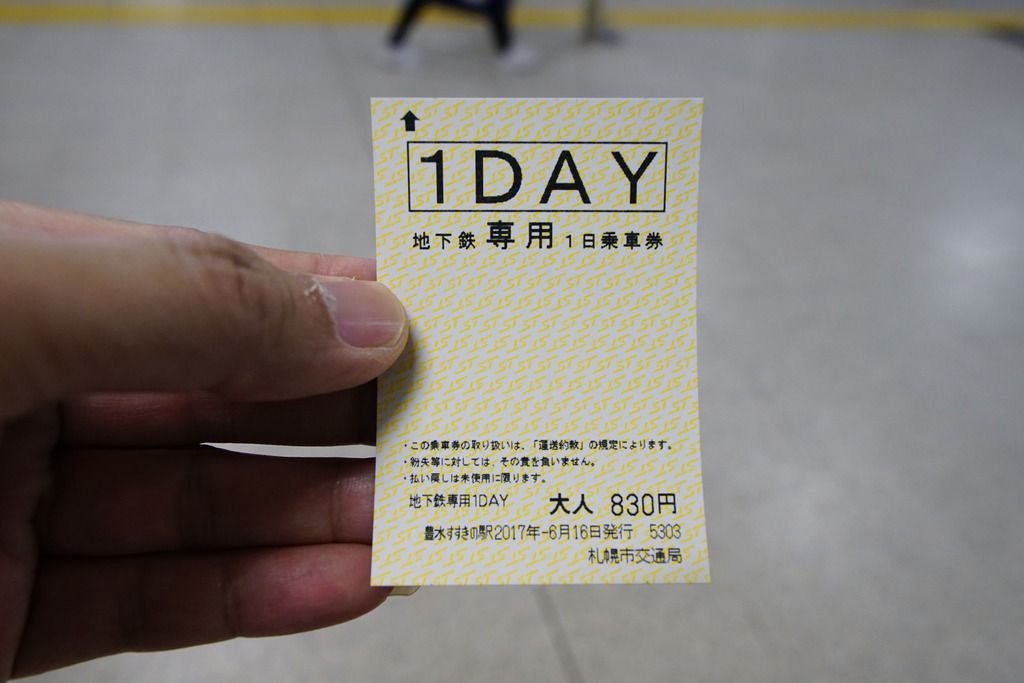 1DAY
地下鉄専用1日乗車券
・この乗車券の取り扱いは、「運送約款」の規定によります。
・紛失等に対しては、その責を負いません。
・払い戻しは未使用に限ります。
地下鉄専用1DAY 大人 830円
豊水すすきの駅2017年-6月16日発行 5303
札幌市交通局